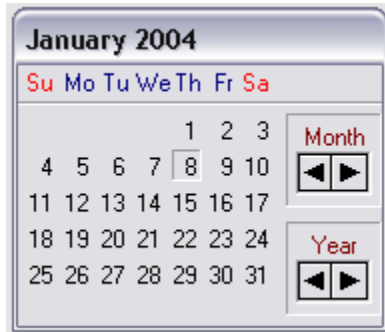 January 2004
Su Mo Tu We Th Fr Sa
1 2 3
Month
4 5 6 7 8 9 10
11 12 13 14 15 16 17
18 19 20 21 22 23 24
Year
25 26 27 28 29 30 31